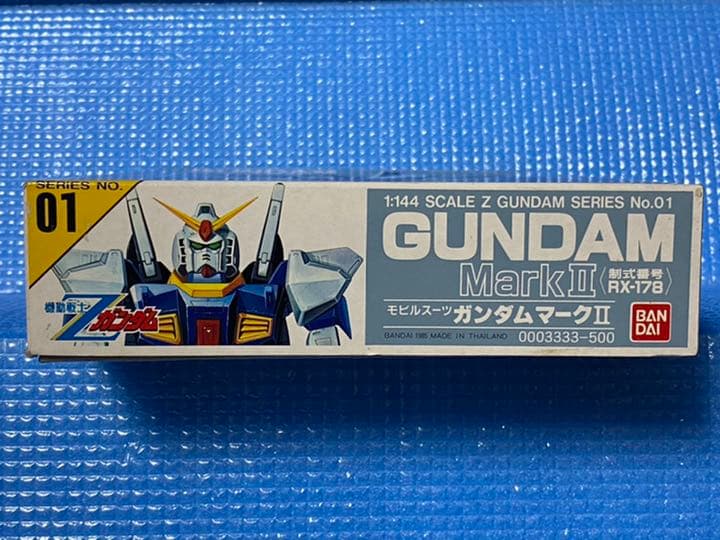 SERIES NO.
01
機動戦士
Zガンダム
1:144 SCALE Z GUNDAM SERIES No.01
GUNDAM
Mark II
〈制式番号
RX-178〉
モビルスーツ ガンダムマークII
BANDAI 1985 MADE IN THAILAND
0003333-500
BAN
DAI